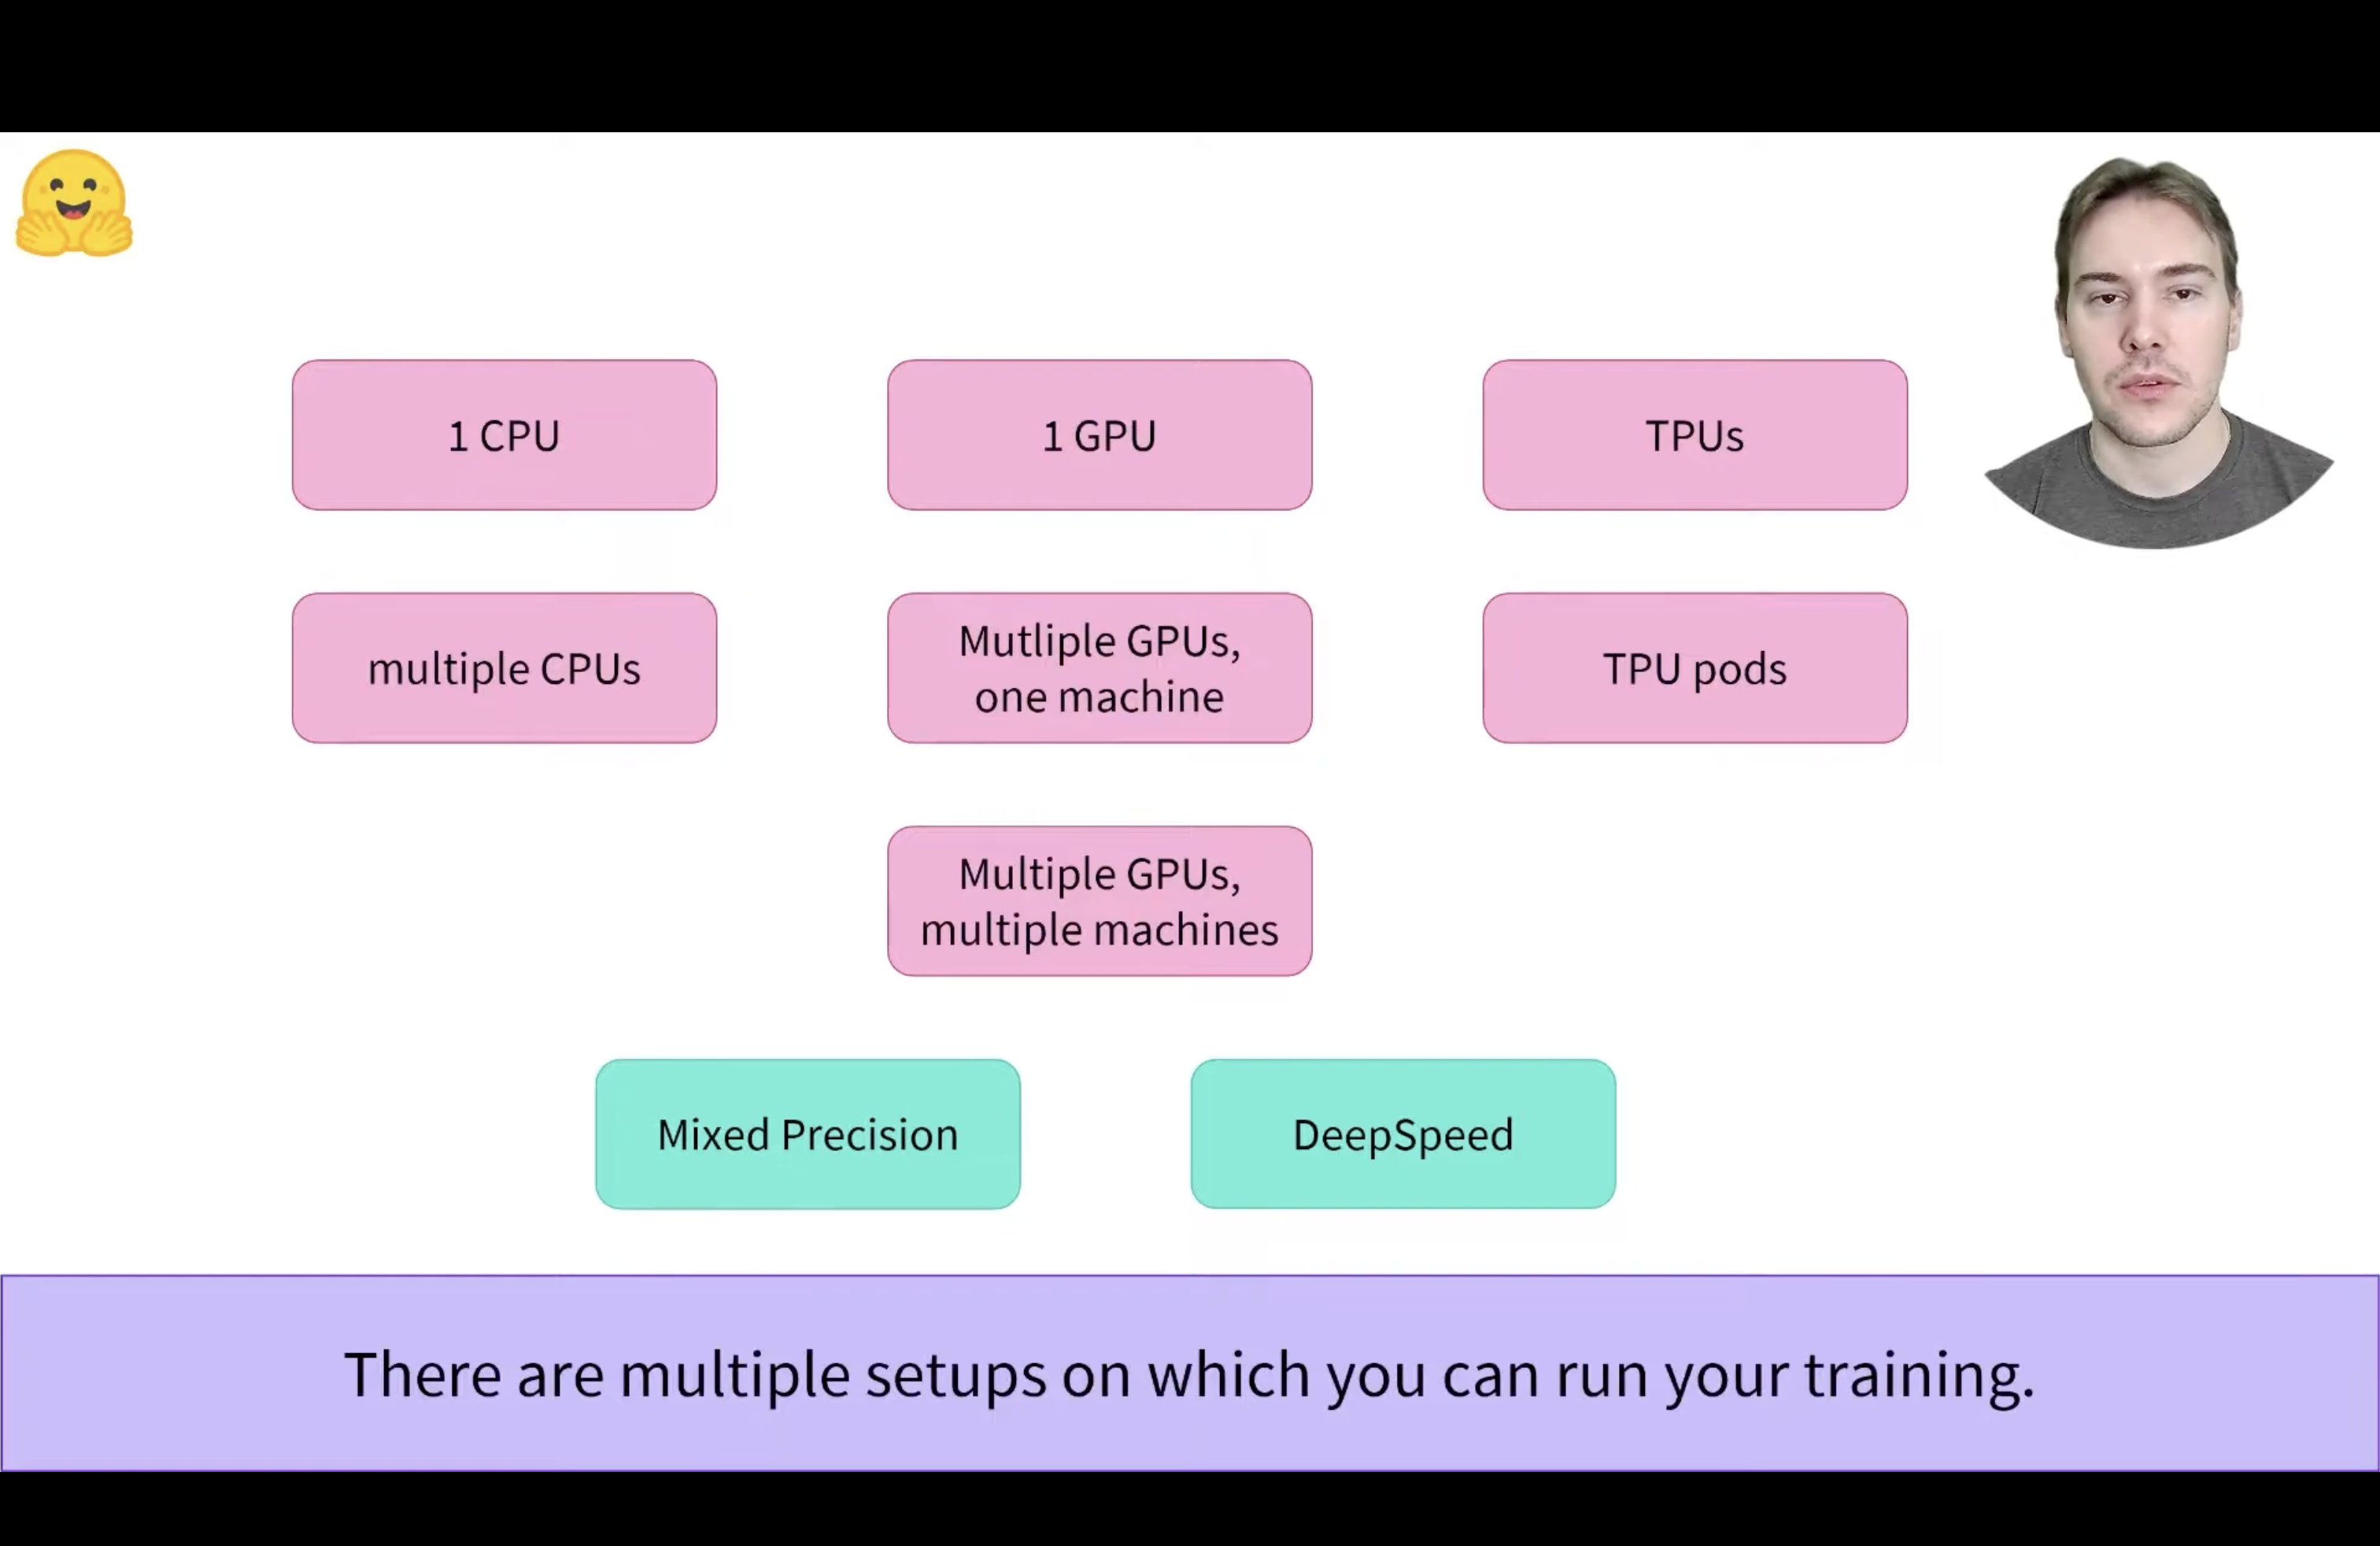 1 CPU
1 GPU
TPUs
multiple CPUs
Mutliple GPUs,
one machine
TPU pods
Multiple GPUs,
multiple machines
Mixed Precision
DeepSpeed
There are multiple setups on which you can run your training.